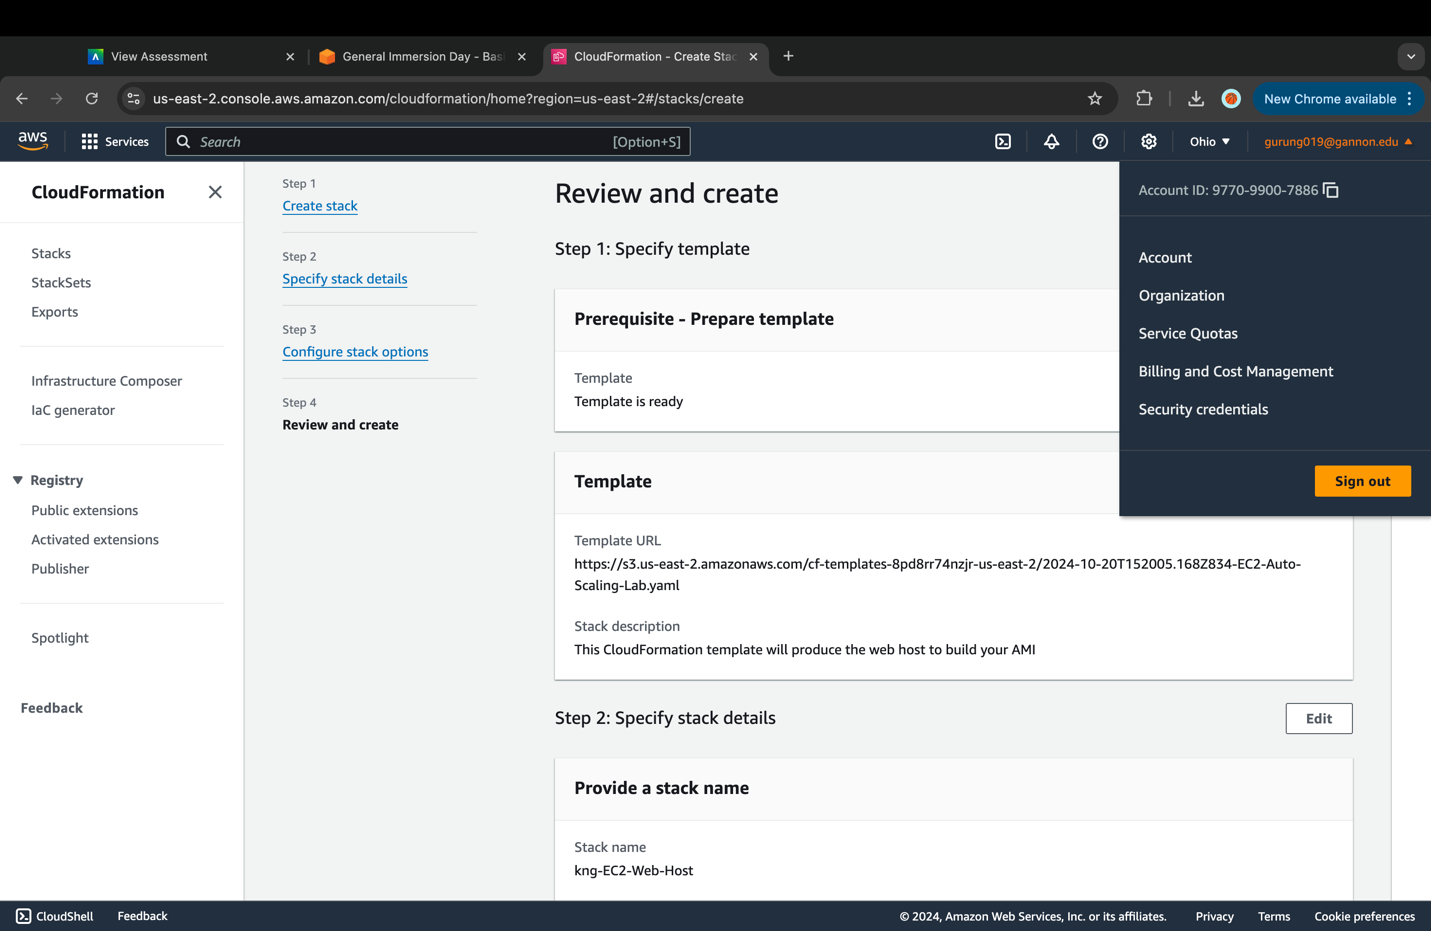 View Assessment
General Immersion Day - Bas
CloudFormation - Create Stac
us-east-2.console.aws.amazon.com/cloudformation/home?region=us-east-2#/stacks/create
New Chrome available
aws
Services
Search
[Option+S]
Ohio
gurung019@gannon.edu
Account ID: 9770-9900-7886
Account
Organization
Service Quotas
Billing and Cost Management
Security credentials
Sign out
CloudFormation
Stacks
StackSets
Exports
Infrastructure Composer
IaC generator
Registry
Public extensions
Activated extensions
Publisher
Spotlight
Feedback
Step 1
Create stack
Step 2
Specify stack details
Step 3
Configure stack options
Step 4
Review and create
Review and create
Step 1: Specify template
Prerequisite - Prepare template
Template
Template is ready
Template
Template URL
https://s3.us-east-2.amazonaws.com/cf-templates-8pd8rr74nzjr-us-east-2/2024-10-20T152005.168Z834-EC2-Auto-
Scaling-Lab.yaml
Stack description
This CloudFormation template will produce the web host to build your AMI
Step 2: Specify stack details
Edit
Provide a stack name
Stack name
kng-EC2-Web-Host
CloudShell
Feedback
© 2024, Amazon Web Services, Inc. or its affiliates.
Privacy
Terms
Cookie preferences